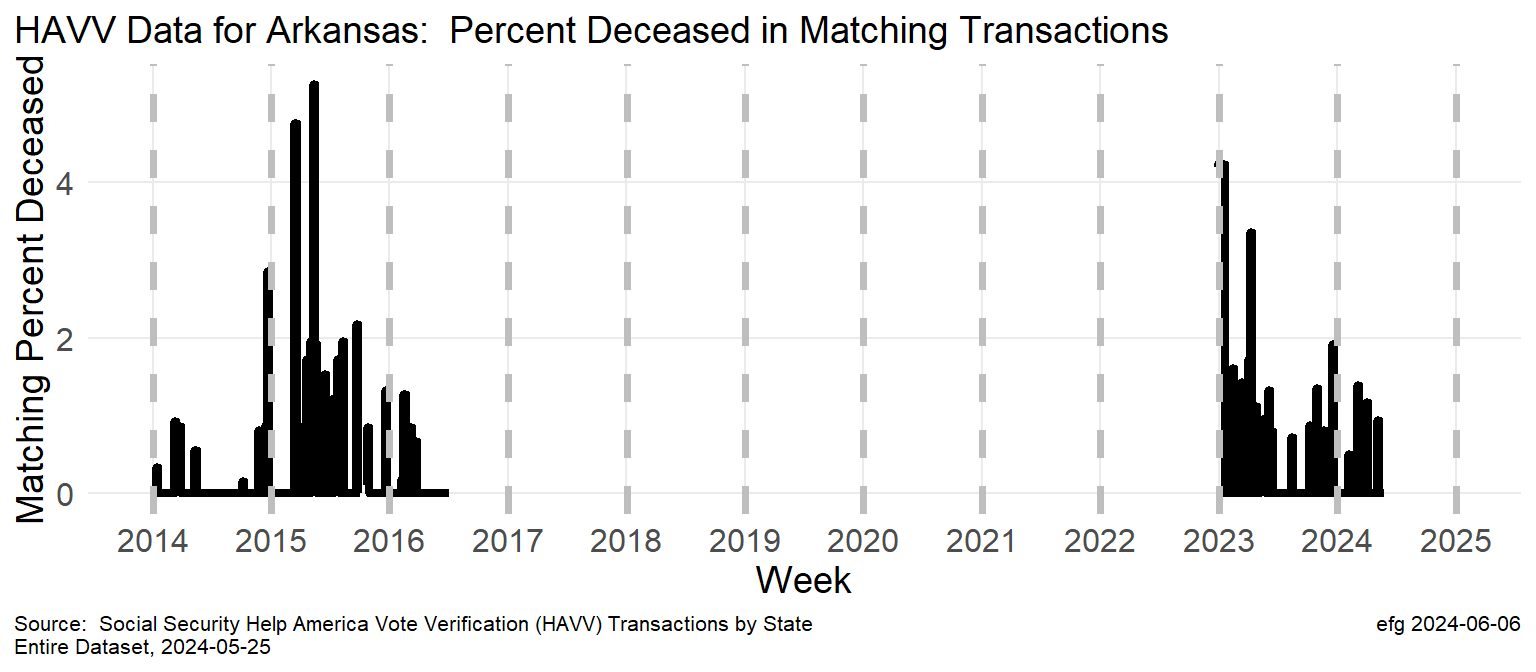 HAVV Data for Arkansas:  Percent Deceased in Matching Transactions
Matching Percent Deceased
4
2
0
2014 2015 2016 2017 2018 2019 2020 2021 2022 2023 2024 2025
Week
Source:  Social Security Help America Vote Verification (HAVV) Transactions by State
Entire Dataset, 2024-05-25
efg 2024-06-06